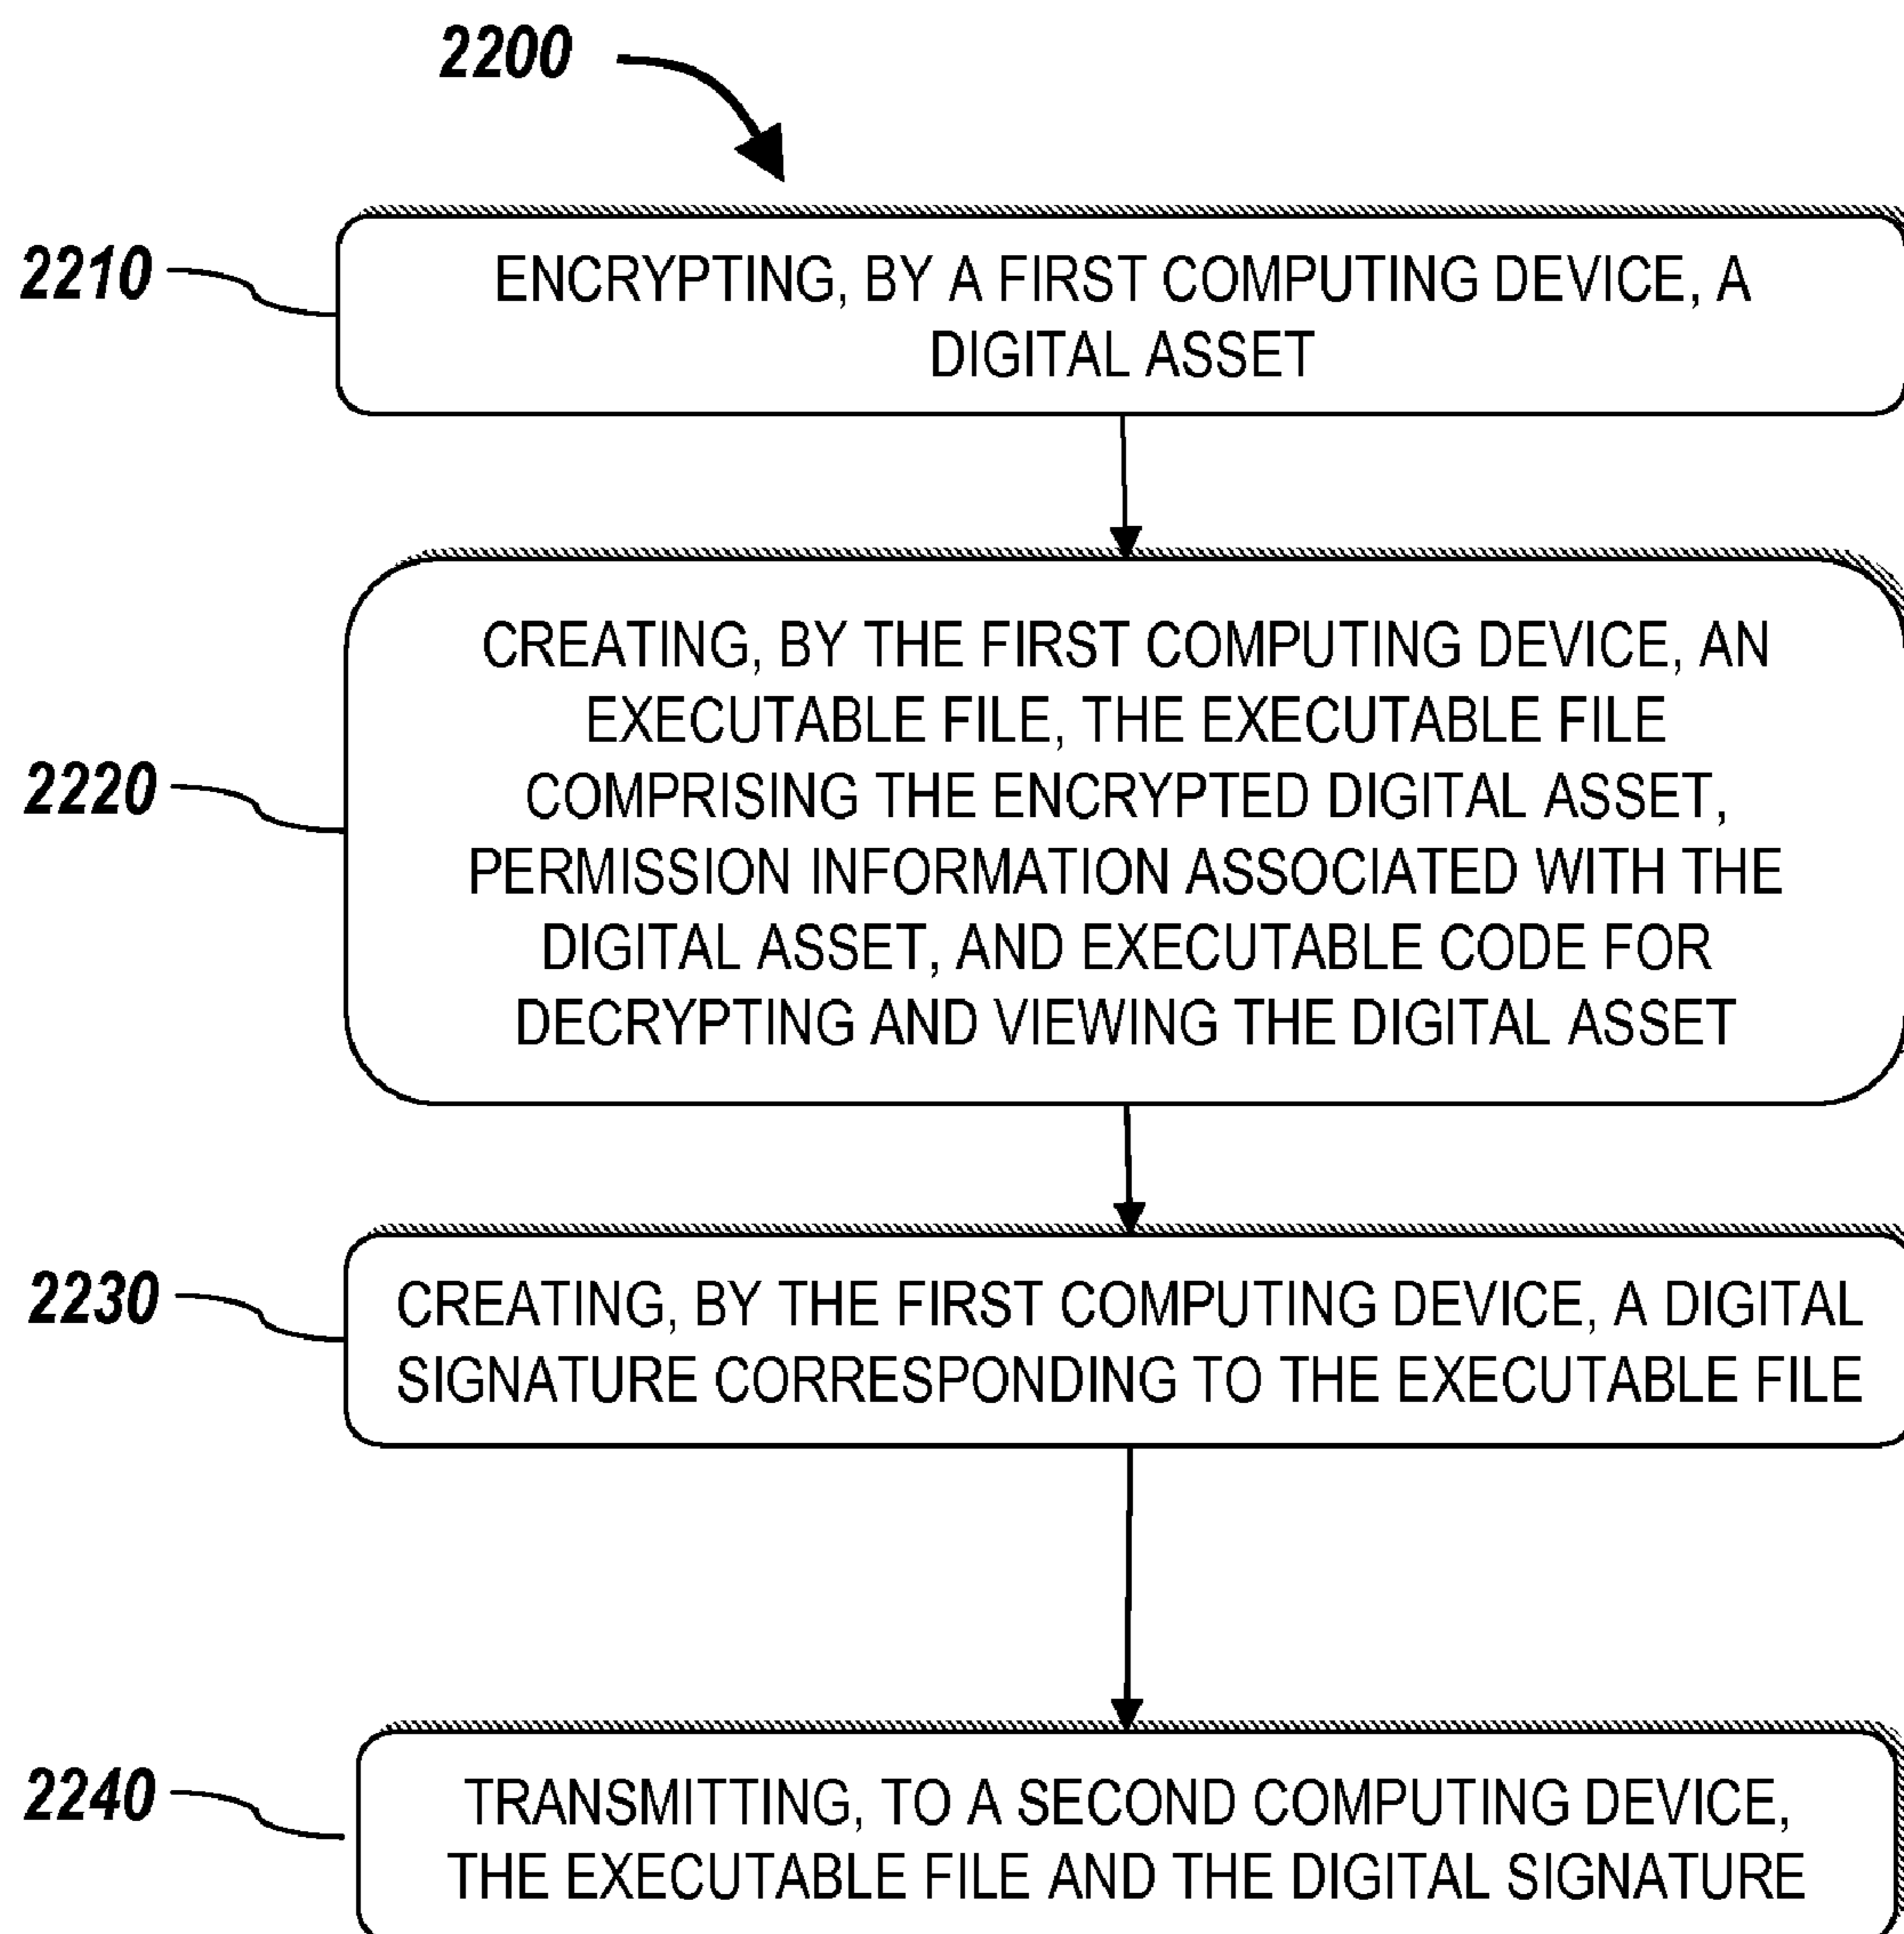 2200
2210
ENCRYPTING, BY A FIRST COMPUTING DEVICE, A
DIGITAL ASSET
CREATING, BY THE FIRST COMPUTING DEVICE, AN
EXECUTABLE FILE, THE EXECUTABLE FILE
COMPRISING THE ENCRYPTED DIGITAL ASSET,
2220
PERMISSION INFORMATION ASSOCIATED WITH THE
DIGITAL ASSET, AND EXECUTABLE CODE FOR
DECRYPTING AND VIEWING THE DIGITAL ASSET
2230
CREATING, BY THE FIRST COMPUTING DEVICE, A DIGITAL
SIGNATURE CORRESPONDING TO THE EXECUTABLE FILE
2240
TRANSMITTING, TO A SECOND COMPUTING DEVICE,
THE EXECUTABLE FILE AND THE DIGITAL SIGNATURE